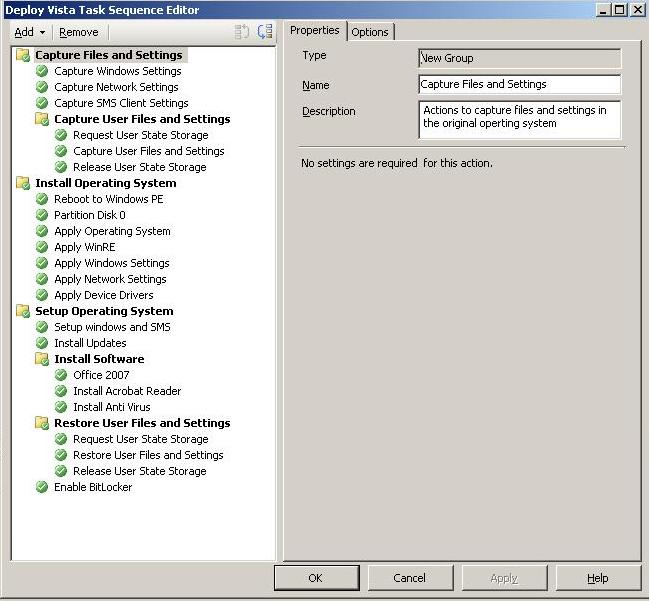 Deploy Vista Task Sequence Editor
Add Remove
Capture Files and Settings
Capture Windows Settings
Capture Network Settings
Capture SMS Client Settings
Capture User Files and Settings
Request User State Storage
Capture User Files and Settings
Release User State Storage
Install Operating System
Reboot to Windows PE
Partition Disk 0
Apply Operating System
Apply WinRE
Apply Windows Settings
Apply Network Settings
Apply Device Drivers
Setup Operating System
Setup windows and SMS
Install Updates
Install Software
Office 2007
Install Acrobat Reader
Install Anti Virus
Restore User Files and Settings
Request User State Storage
Restore User Files and Settings
Release User State Storage
Enable BitLocker
Properties Options
Type New Group
Name Capture Files and Settings
Description Actions to capture files and settings in
the original operting system
No settings are required for this action.
OK Cancel Apply Help